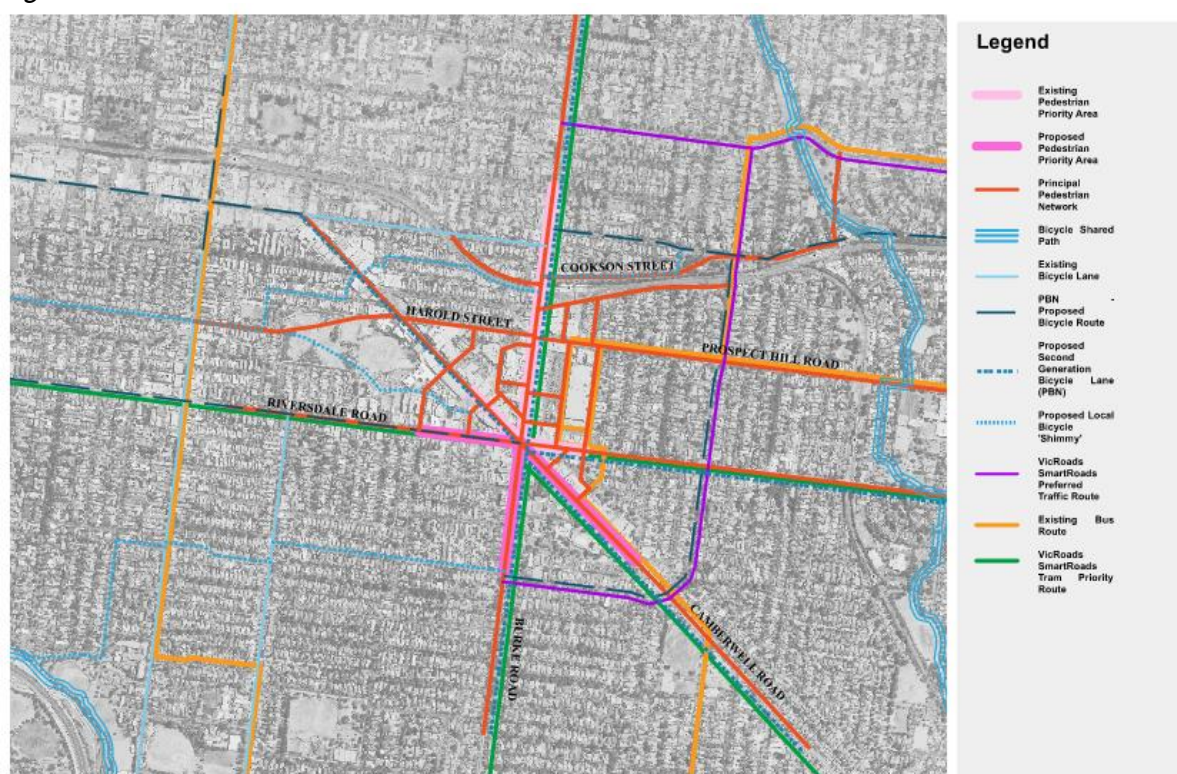 Legend
Existing
Pedestrian
Priority Area
Proposed
Pedestrian
Priority Area
Principal
Pedestrian
Network
Bicycle Shared
Path
Existing
Bicycle Lane
PBN -
Proposed
Bicycle Route
Proposed
Second
Generation
Bicycle Lane
(PBN)
Proposed Local
Bicycle
'Shimmy'
VicRoads
SmartRoads
Preferred
Traffic Route
Existing Bus
Route
VicRoads
SmartRoads
Tram Priority
Route
COOKSON STREET
HAROLD STREET
PROSPECT HILL ROAD
RIVERSDALE ROAD
BURKE ROAD
CAMBERWELL ROAD